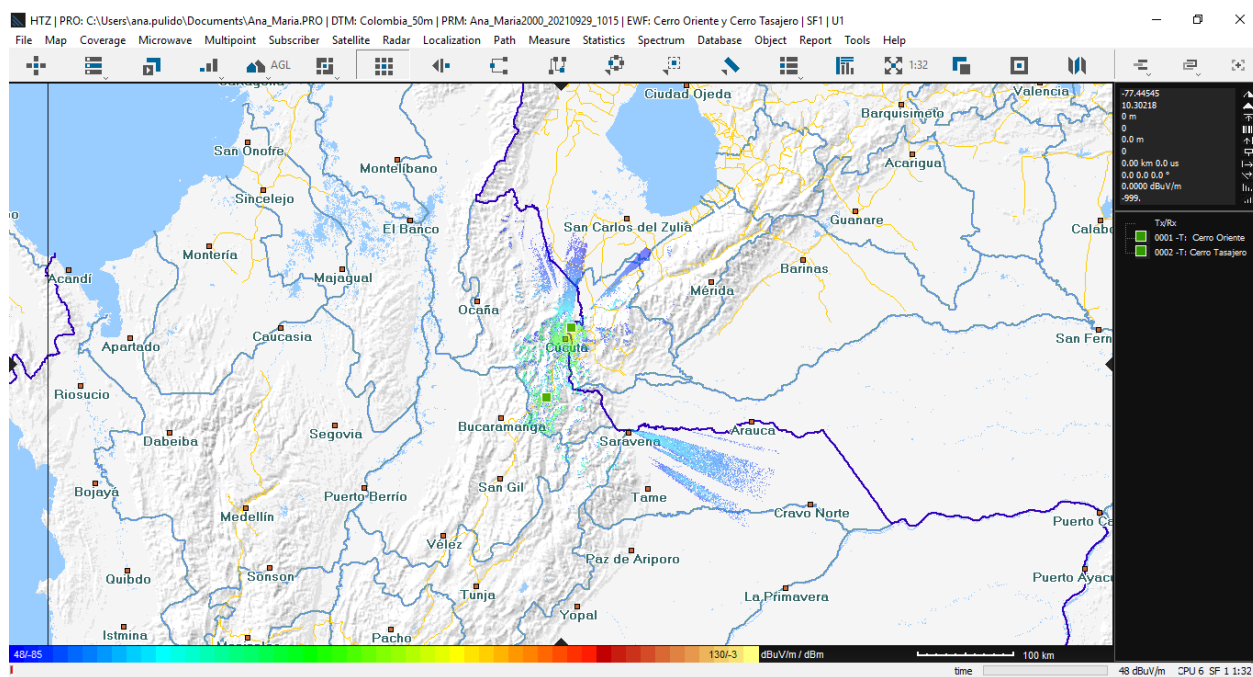 HTZ | PRO: C:\Users\ana.pulido\Documents\Ana_Maria.PRO | DTM: Colombia_50m | PRM: Ana_Maria2000_20210929_1015 | EWF: Cerro Oriente y Cerro Tasajero | SF1 | U1
File Map Coverage Microwave Multipoint Subscriber Satellite Radar Localization Path Measure Statistics Spectrum Database Object Report Tools Help
AGL 1:32
Ciudad Ojeda
Valencia
Barquisimeto
San Onofre
Montelíbano
Acarigua
Sincelejo
El Banco
San Carlos del Zulia
Guanare
Calabo
Montería
Majagual
Barinas
Acandí
Mérida
Ocaña
Caucasia
Apartado
Cúcuta
San Fern
Riosucio
Bucaramanga
Arauca
Segovia
Dabeiba
Saravena
San Gil
Bojayá
Puerto Berrío
Tame
Medellín
Cravo Norte
Puerto Ca
Vélez
Paz de Ariporo
Quibdo
Sonson
Puerto Ayacu
Tunja
La Primavera
Yopal
Istmina
Pacho
-77.44545
10.30218
0 m
0
0.0 m
0
0.00 km 0.0 us
0.0 0.0 0.0 °
0.0000 dBuV/m
-999.
Tx/Rx
0001 -T: Cerro Oriente
0002 -T: Cerro Tasajero
48/-85 130/-3 dBuV/m / dBm 100 km
time 48 dBuV/m CPU 6 SF 1 1:32